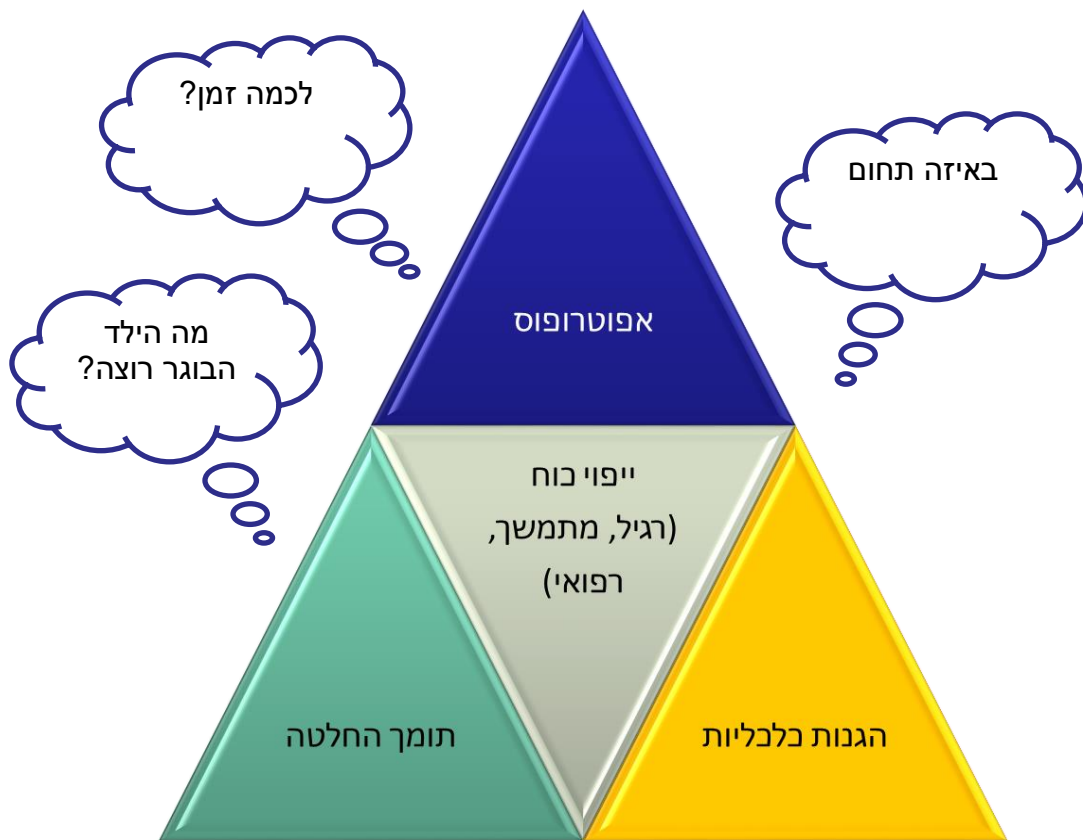 לכמה זמן?
באיזה תחום
מה הילד
הבוגר רוצה?
אפוטרופוס
ייפוי כוח
(רגיל, מתמשך,
רפואי)
תומך החלטה
הגנות כלכליות